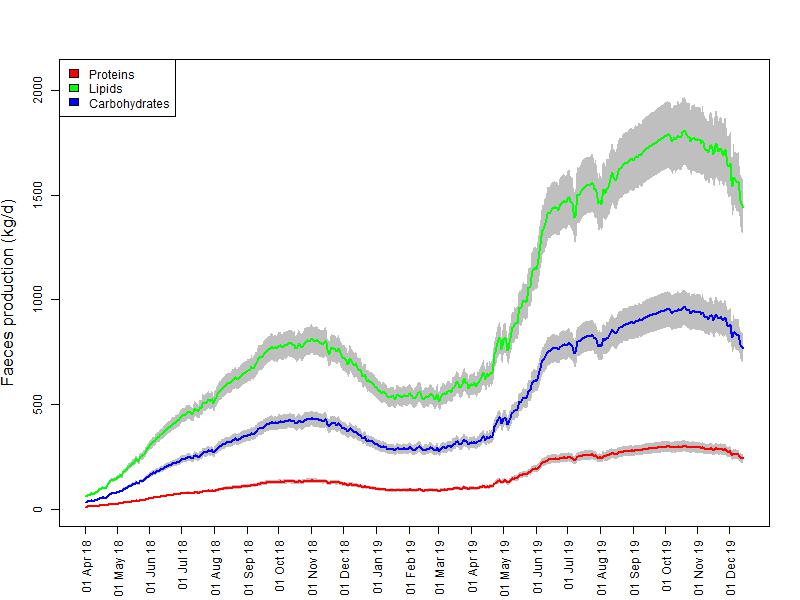 Proteins
Lipids
Carbohydrates
Faeces production (kg/d)
2000
1500
1000
500
0
01 Apr 18
01 May 18
01 Jun 18
01 Jul 18
01 Aug 18
01 Sep 18
01 Oct 18
01 Nov 18
01 Dec 18
01 Jan 19
01 Feb 19
01 Mar 19
01 Apr 19
01 May 19
01 Jun 19
01 Jul 19
01 Aug 19
01 Sep 19
01 Oct 19
01 Nov 19
01 Dec 19